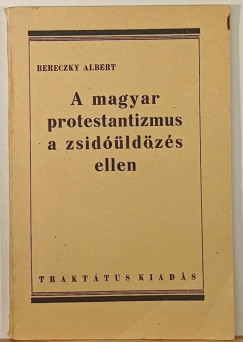 BERECZKY ALBERT
A magyar
protestantizmus
a zsidóüldözés
ellen
TRAKTÁTUS KIADÁS